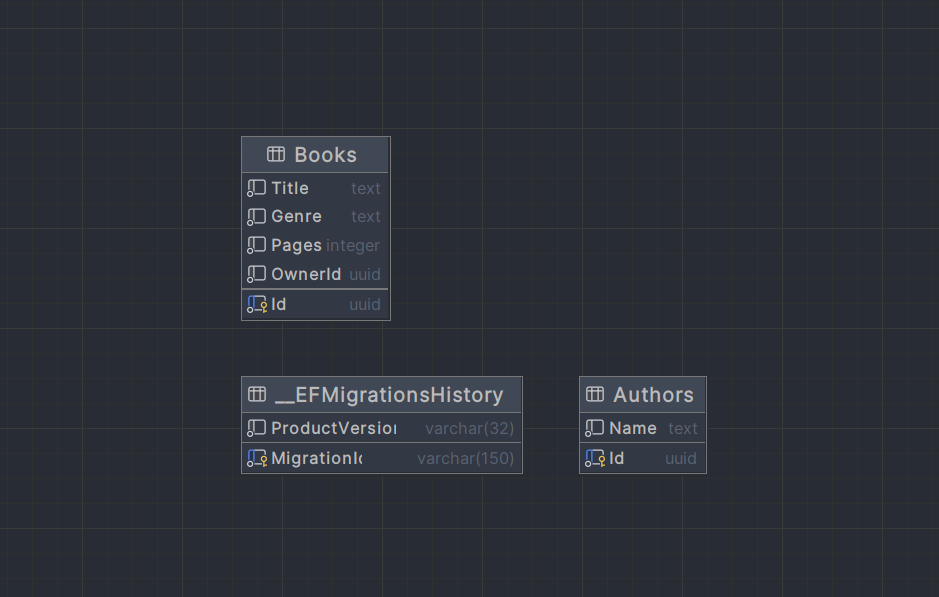 Books
Title text
Genre text
Pages integer
OwnerId uuid
Id uuid
__EFMigrationsHistory
ProductVersion varchar(32)
MigrationId varchar(150)
Authors
Name text
Id uuid